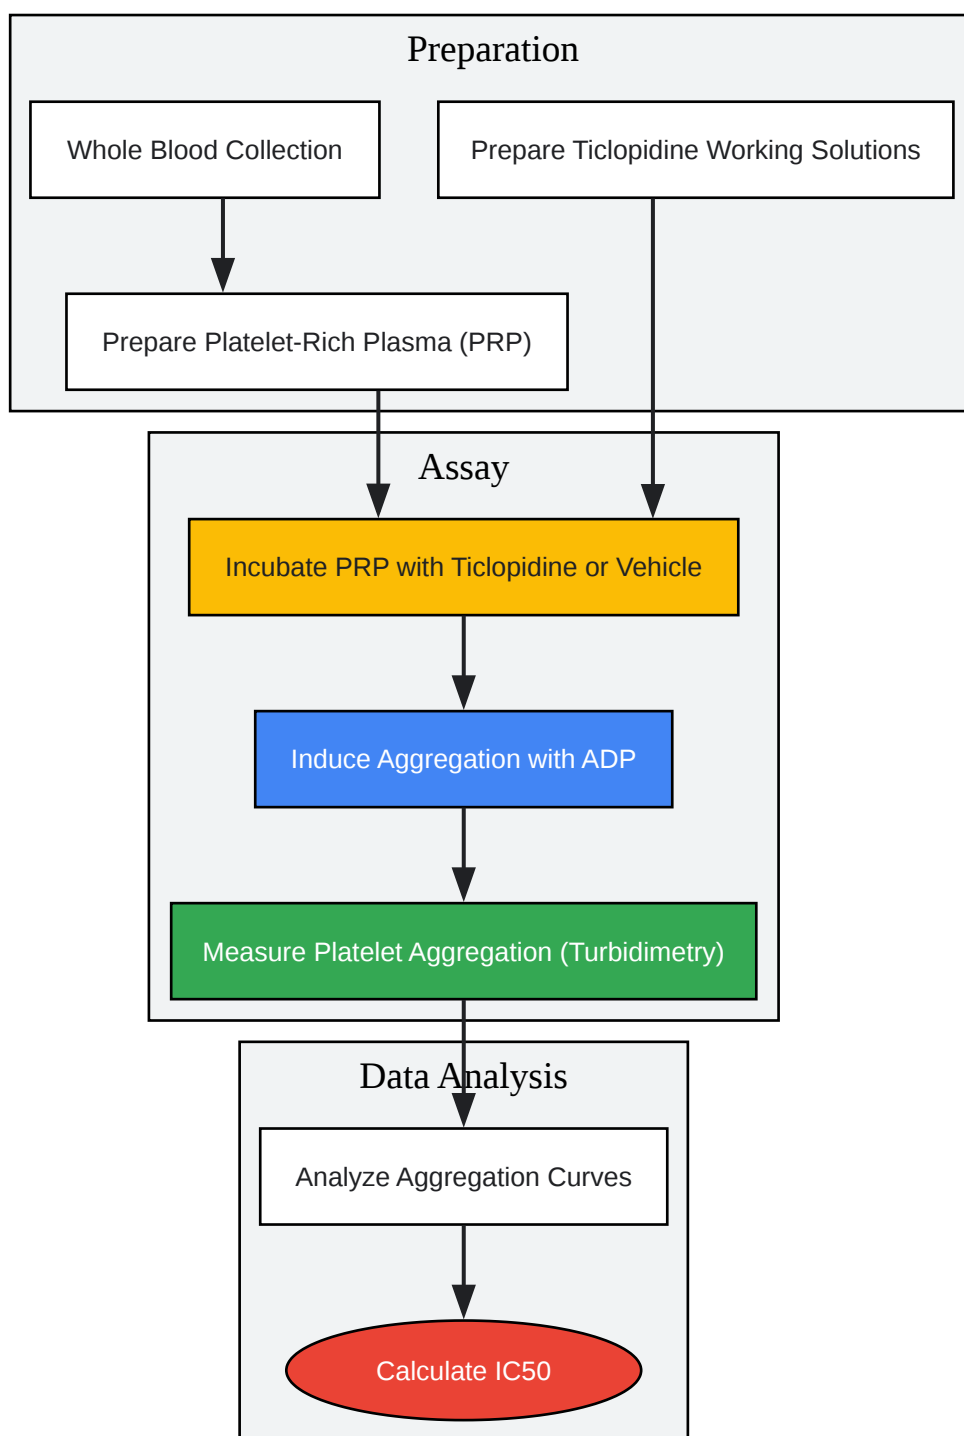 Preparation
Whole Blood Collection
Prepare Ticlopidine Working Solutions
Prepare Platelet-Rich Plasma (PRP)
Assay
Incubate PRP with Ticlopidine or Vehicle
Induce Aggregation with ADP
Measure Platelet Aggregation (Turbidimetry)
Data Analysis
Analyze Aggregation Curves
Calculate IC50